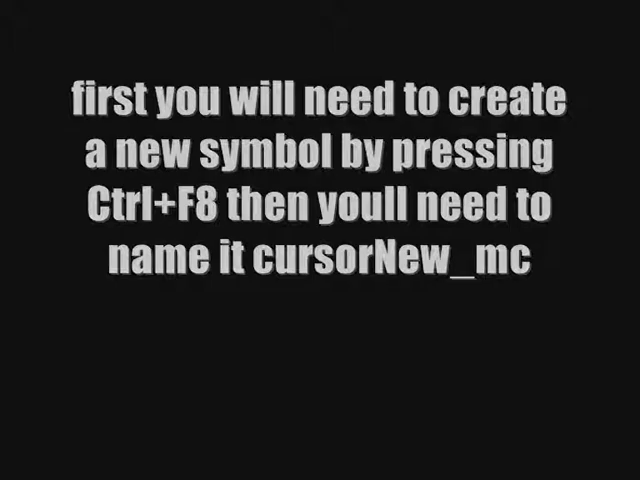 first you will need to create
a new symbol by pressing
Ctrl+F8 then youll need to
name it cursorNew_mc